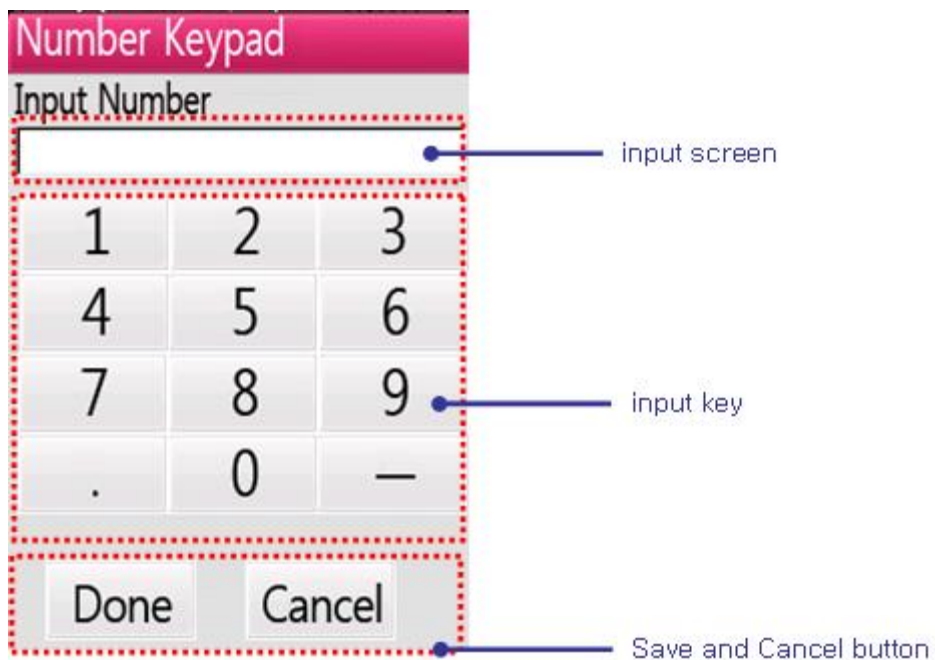 Number Keypad
Input Number
input screen
1 2 3
4 5 6
7 8 9
input key
. 0 –
Done Cancel
Save and Cancel button